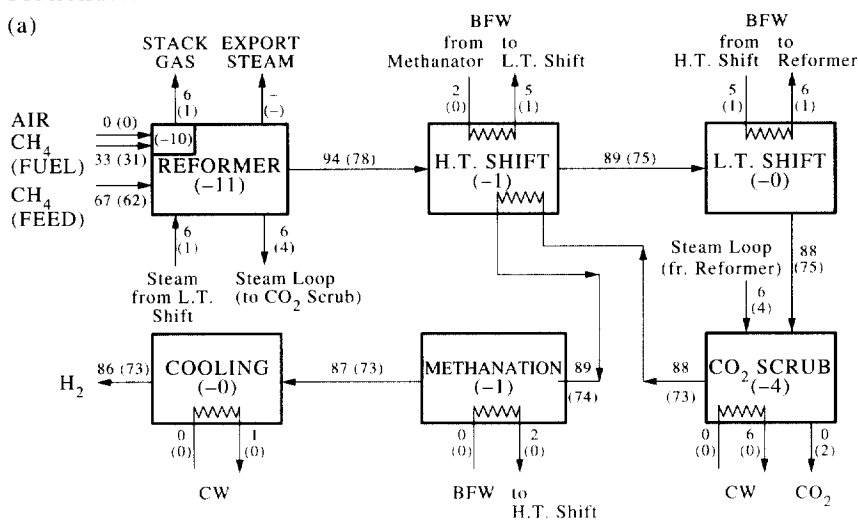 (a)
BFW
from to
Methanator L.T. Shift
BFW
from to
H.T. Shift Reformer
STACK GAS
EXPORT STEAM
6
(1)
–
(–)
2
(0)
5
(1)
5
(1)
6
(1)
AIR
0 (0)
CH4
(FUEL)
33 (31)
CH4
(FEED)
67 (62)
(–10)
REFORMER
(–11)
94 (78)
H.T. SHIFT
(–1)
89 (75)
L.T. SHIFT
(–0)
6
(1)
Steam
from L.T.
Shift
6
(4)
Steam Loop
(to CO2 Scrub)
Steam Loop
(fr. Reformer)
6
(4)
88
(75)
H2
86 (73)
COOLING
(–0)
87 (73)
METHANATION
(–1)
89
(74)
88
(73)
CO2 SCRUB
(–4)
0
(0)
1
(0)
CW
0
(0)
2
(0)
BFW to
H.T. Shift
0
(0)
6
(0)
0
(2)
CW
CO2